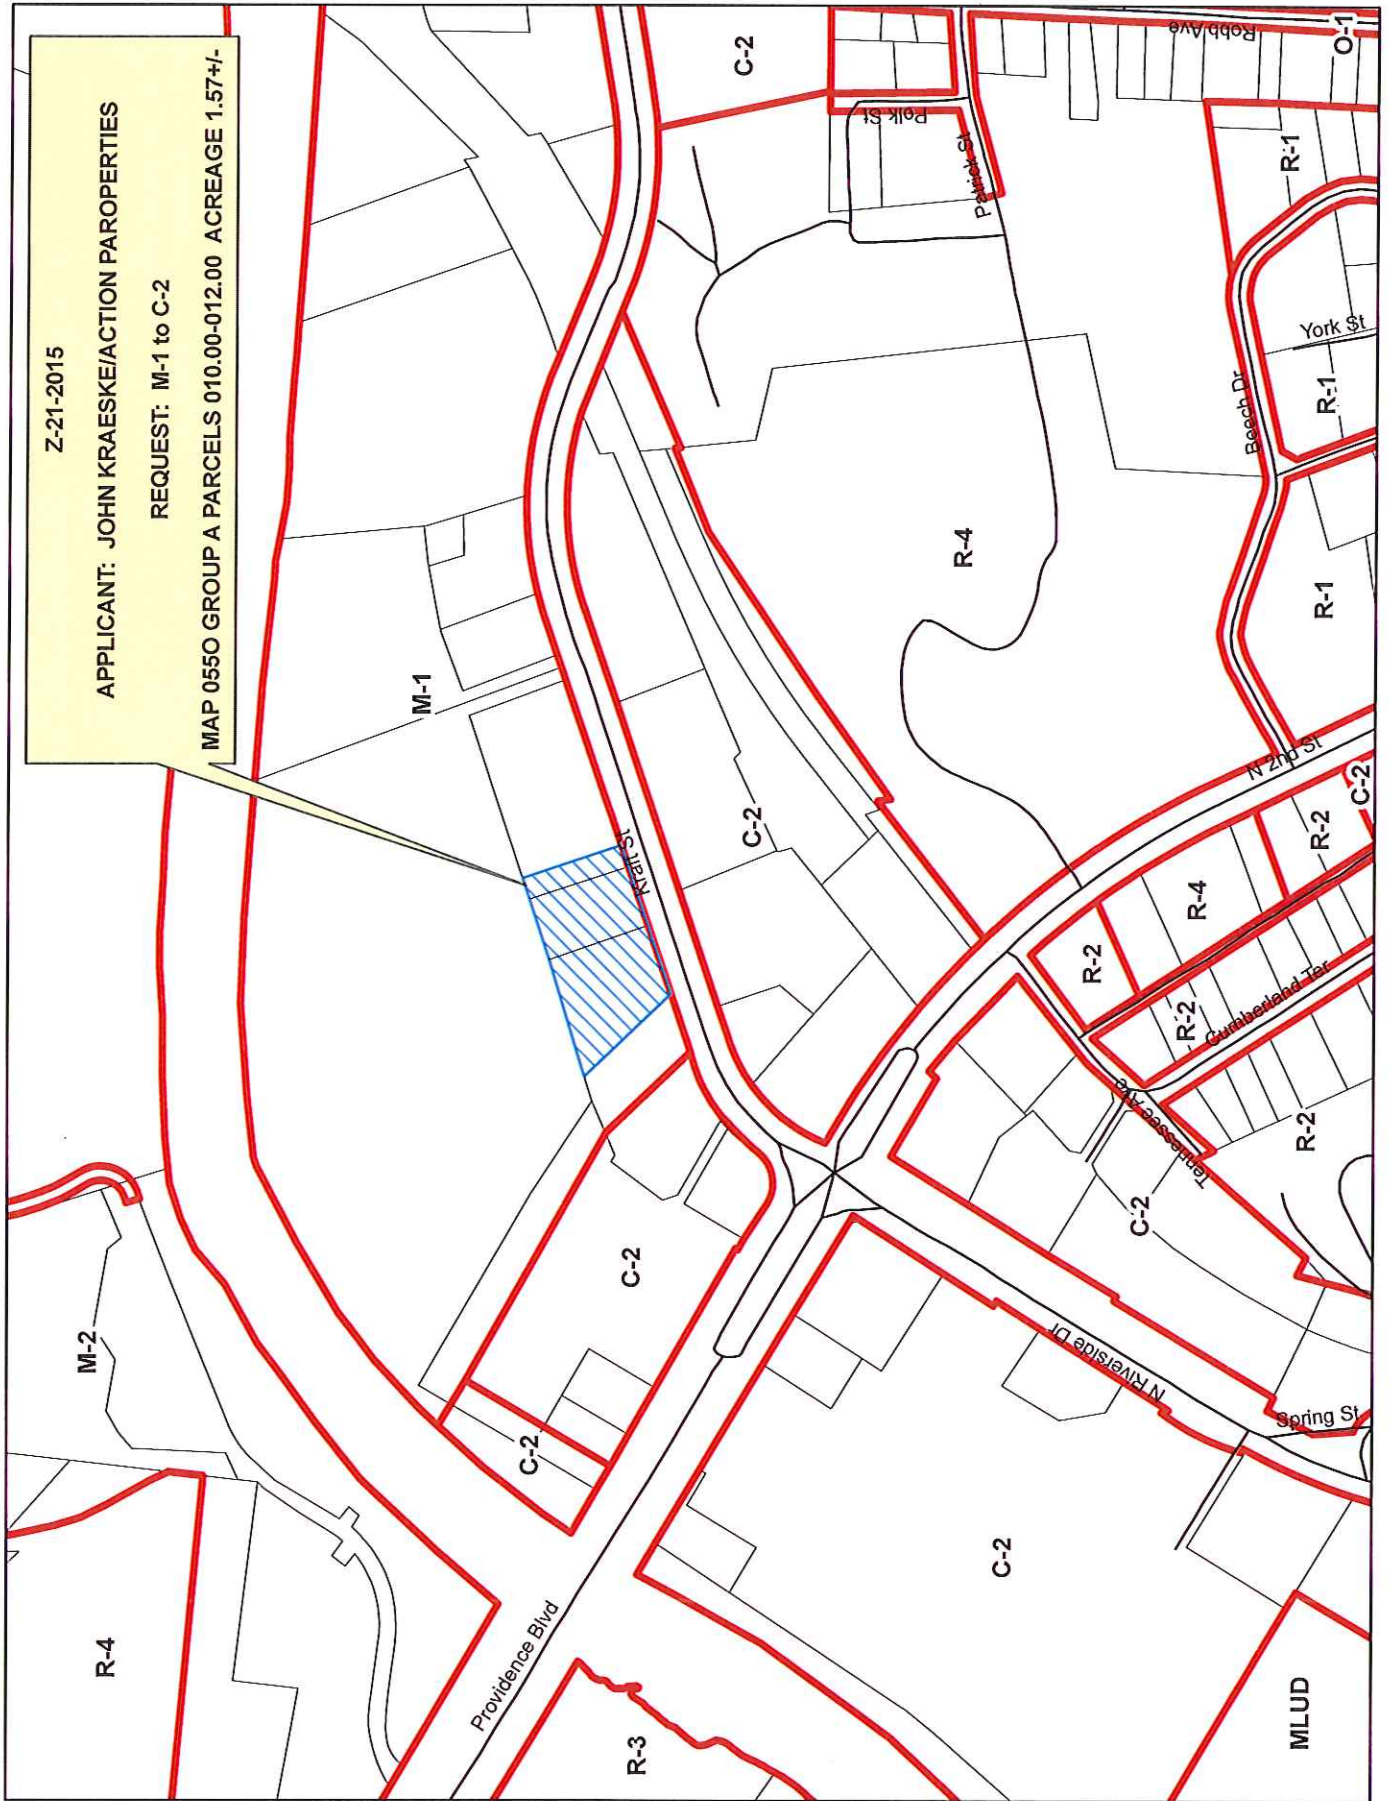 Z-21-2015
APPLICANT: JOHN KRAESKE/ACTION PAROPERTIES
REQUEST: M-1 to C-2
MAP 055O GROUP A PARCELS 010.00-012.00 ACREAGE 1.57+/-
R-4
M-2
M-1
Providence Blvd
C-2
C-2
Kraft St
C-2
C-2
R-3
C-2
N Riverside Dr
MLUD
Spring St
C-2
Tennessee Ave
R-2
R-2
Cumberland Ter
R-2
R-4
R-2
C-2
N 2nd St
R-4
R-1
Beech Dr
R-1
York St
R-1
Patrick St
Polk St
Robb Ave
O-1